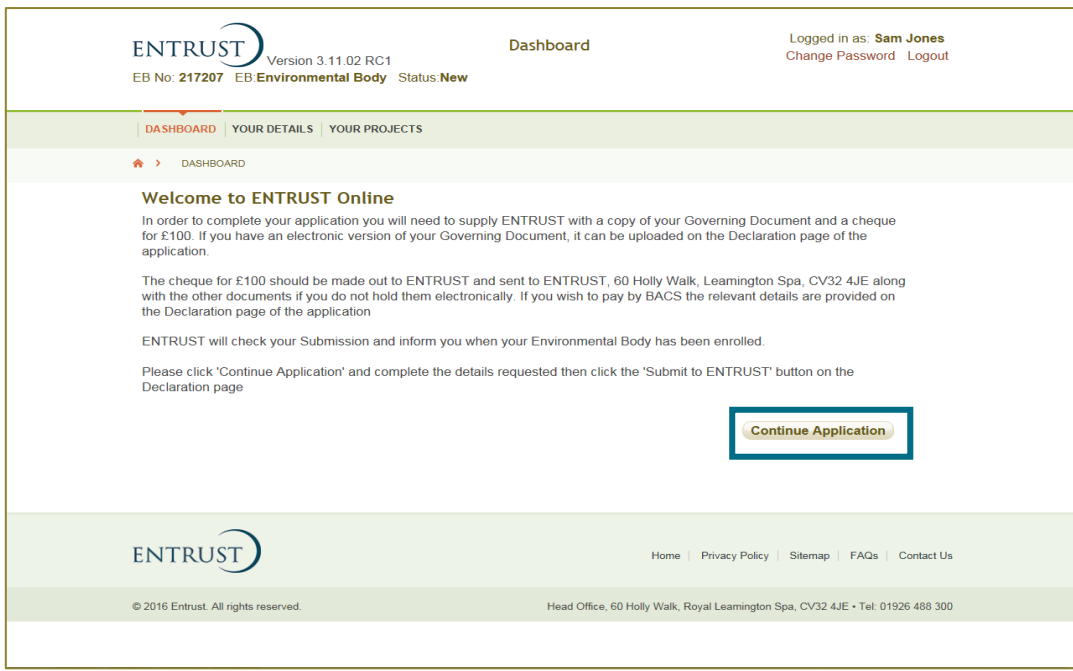 ENTRUST
Version 3.11.02 RC1
Dashboard
Logged in as: Sam Jones
Change Password Logout
EB No: 217207 EB:Environmental Body Status:New
DASHBOARD YOUR DETAILS YOUR PROJECTS
DASHBOARD
Welcome to ENTRUST Online
In order to complete your application you will need to supply ENTRUST with a copy of your Governing Document and a cheque
for £100. If you have an electronic version of your Governing Document, it can be uploaded on the Declaration page of the
application.
The cheque for £100 should be made out to ENTRUST and sent to ENTRUST, 60 Holly Walk, Leamington Spa, CV32 4JE along
with the other documents if you do not hold them electronically. If you wish to pay by BACS the relevant details are provided on
the Declaration page of the application
ENTRUST will check your Submission and inform you when your Environmental Body has been enrolled.
Please click 'Continue Application' and complete the details requested then click the 'Submit to ENTRUST' button on the
Declaration page
Continue Application
ENTRUST
Home Privacy Policy Sitemap FAQs Contact Us
© 2016 Entrust. All rights reserved.
Head Office, 60 Holly Walk, Royal Leamington Spa, CV32 4JE • Tel: 01926 488 300